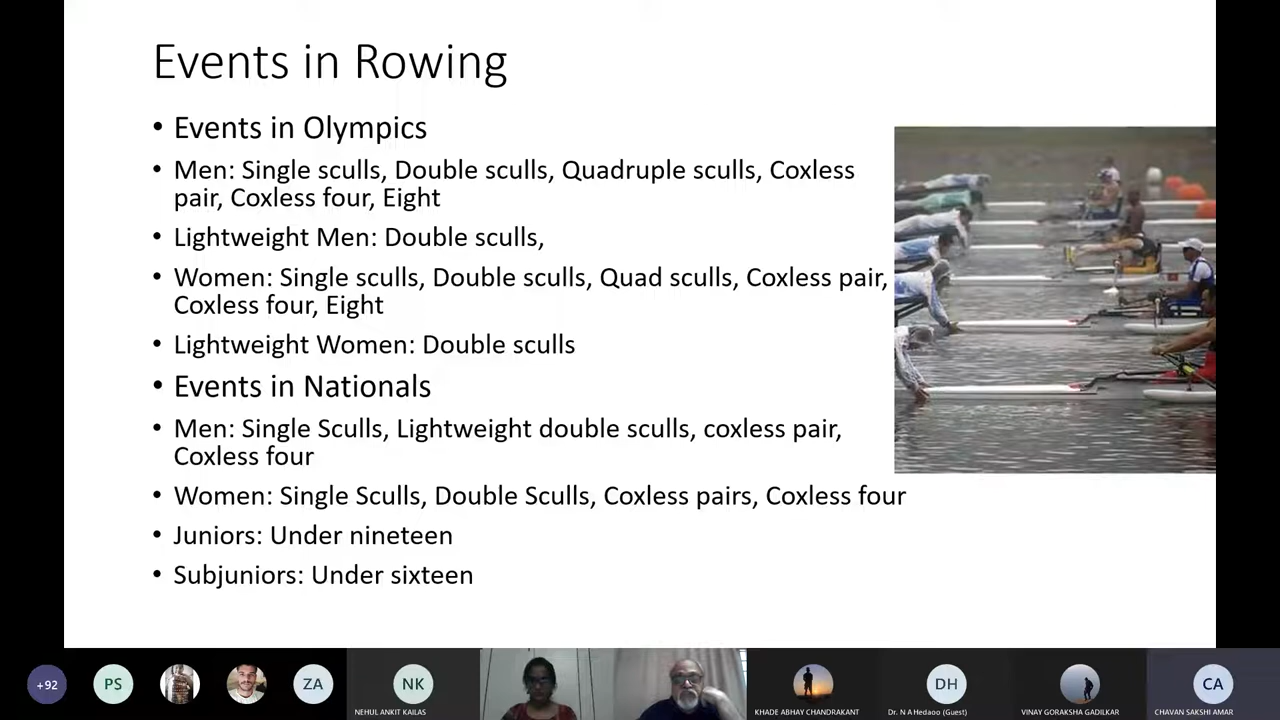 Events in Rowing
• Events in Olympics
• Men: Single sculls, Double sculls, Quadruple sculls, Coxless
pair, Coxless four, Eight
• Lightweight Men: Double sculls,
• Women: Single sculls, Double sculls, Quad sculls, Coxless pair,
Coxless four, Eight
• Lightweight Women: Double sculls
• Events in Nationals
• Men: Single Sculls, Lightweight double sculls, coxless pair,
Coxless four
• Women: Single Sculls, Double Sculls, Coxless pairs, Coxless four
• Juniors: Under nineteen
• Subjuniors: Under sixteen
+92
PS
ZA
NK
DH
CA
NEHUL ANKIT KAILAS
KHADE ABHAY CHANDRAKANT
Dr. N A Hedaoo (Guest)
VINAY GORAKSHA GADILKAR
CHAVAN SAKSHI AMAR